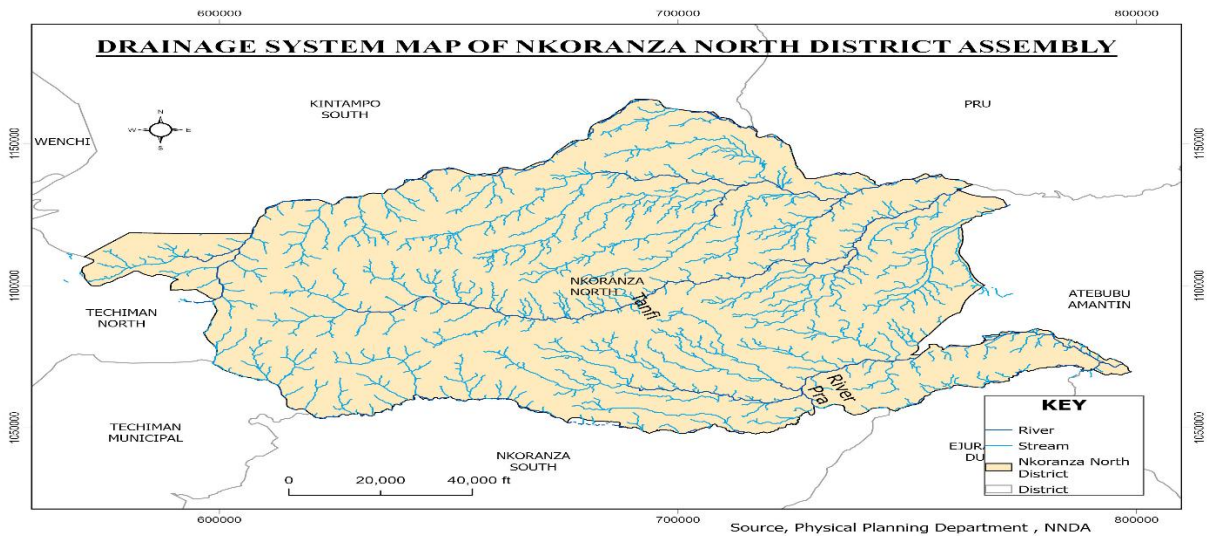 600000
700000
800000
DRAINAGE SYSTEM MAP OF NKORANZA NORTH DISTRICT ASSEMBLY
KINTAMPO
SOUTH
PRU
WENCHI
N
W
E
S
1150000
1150000
NKORANZA
NORTH
Tanfi
1100000
1100000
ATEBUBU
AMANTIN
TECHIMAN
NORTH
River
Pra
TECHIMAN
MUNICIPAL
1050000
1050000
NKORANZA
SOUTH
EJURA
DU
KEY
River
Stream
Nkoranza North
District
District
0
20,000
40,000 ft
600000
700000
800000
Source, Physical Planning Department , NNDA